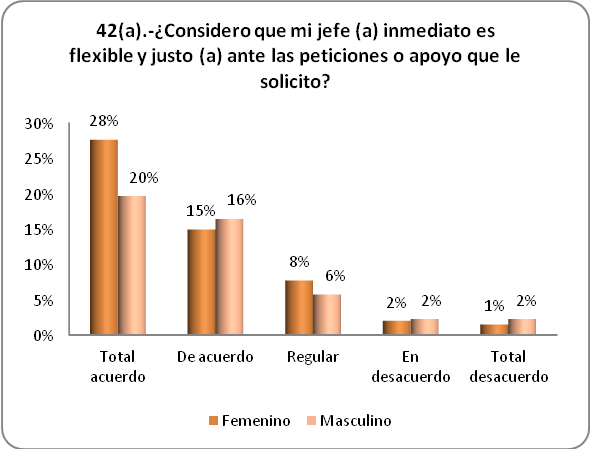 42(a).-¿Considero que mi jefe (a) inmediato es
flexible y justo (a) ante las peticiones o apoyo que le
solicito?
30%
25%
20%
15%
10%
5%
0%
28%
20%
15%
16%
8%
6%
2%
2%
1%
2%
Total
acuerdo
De acuerdo
Regular
En
desacuerdo
Total
desacuerdo
Femenino
Masculino